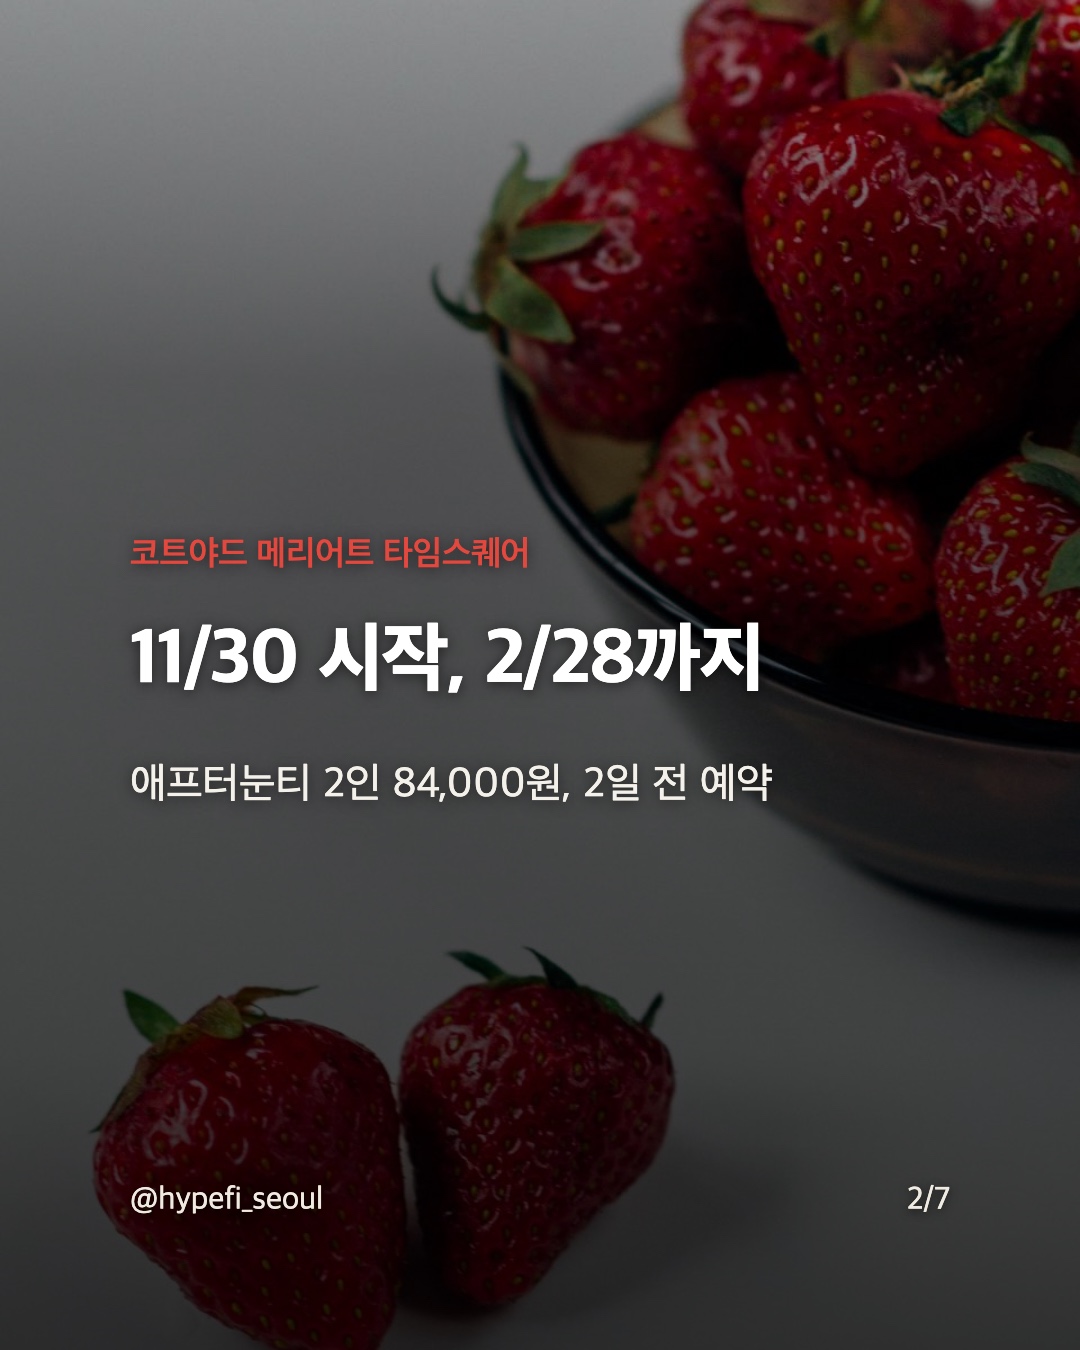 코트야드 메리어트 타임스퀘어
11/30 시작, 2/28까지
애프터눈티 2인 84,000원, 2일 전 예약
@hypefi_seoul
2/7